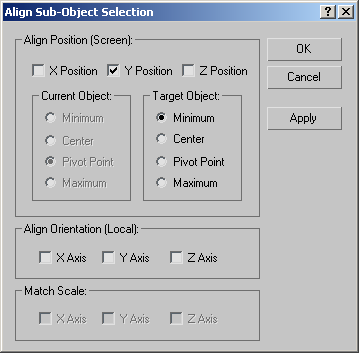 Align Sub-Object Selection
Align Position (Screen):
X Position Y Position Z Position
OK
Cancel
Apply
Current Object:
Minimum
Center
Pivot Point
Maximum
Target Object:
Minimum
Center
Pivot Point
Maximum
Align Orientation (Local):
X Axis Y Axis Z Axis
Match Scale:
X Axis Y Axis Z Axis